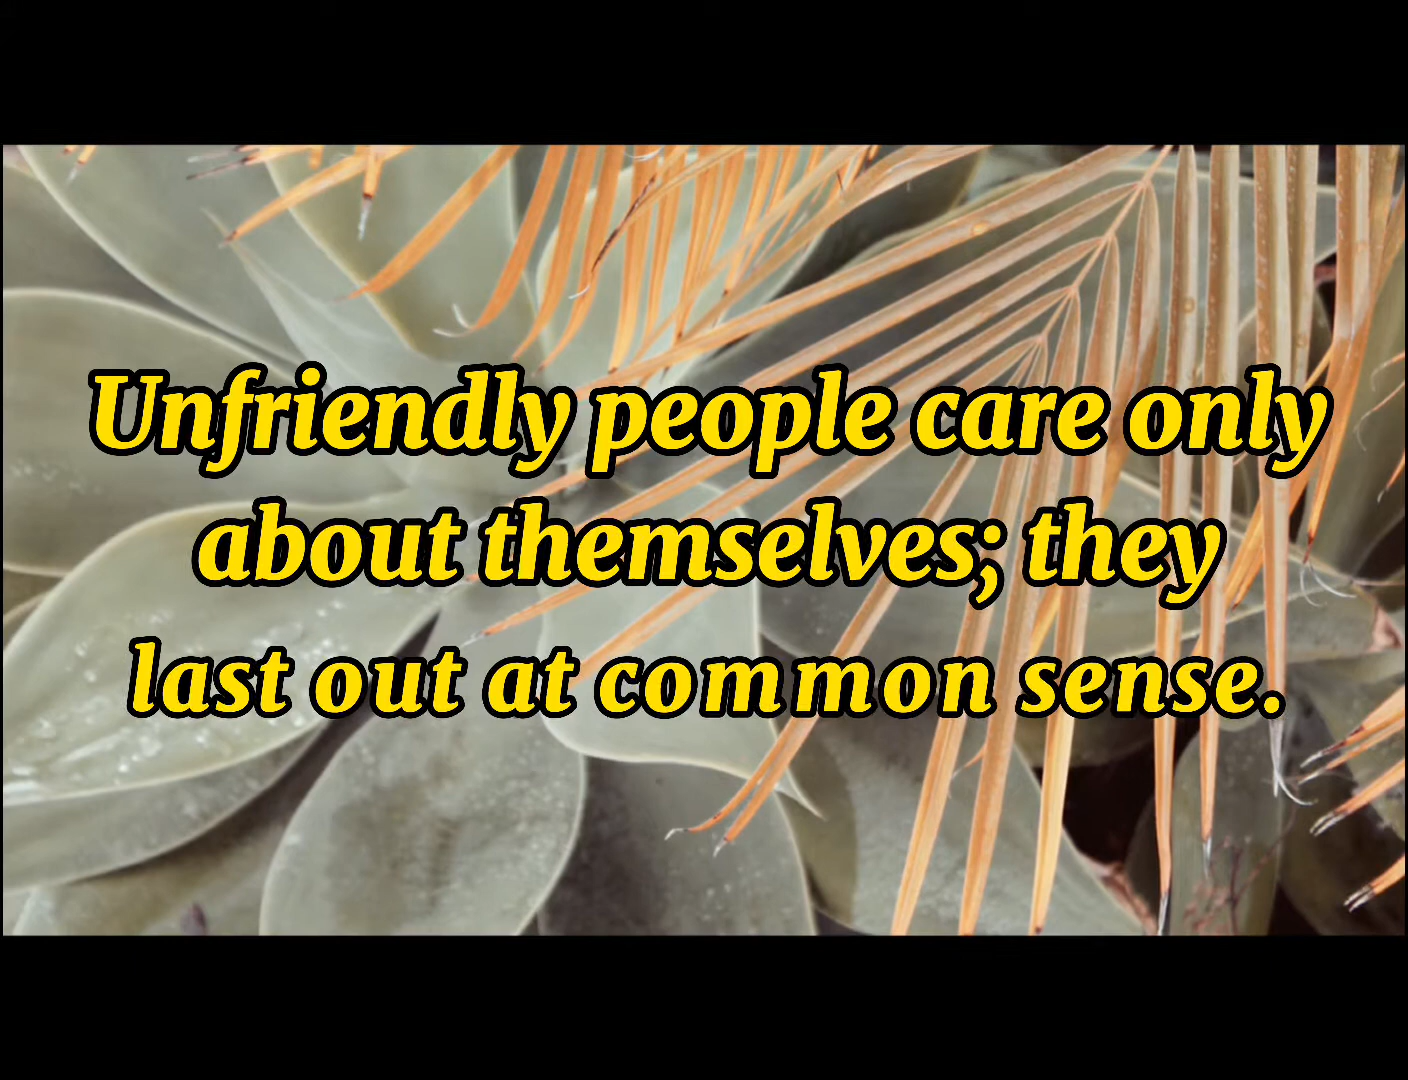 Unfriendly people care only
about themselves; they
last out at common sense.